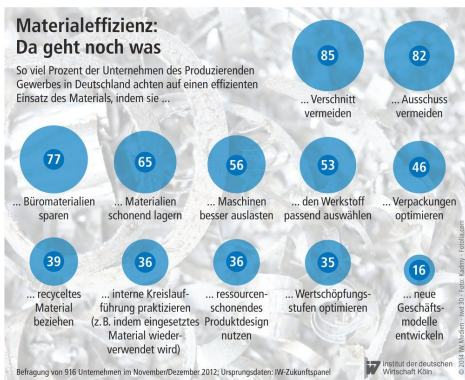 Materialeffizienz:
Da geht noch was
So viel Prozent der Unternehmen des Produzierenden
Gewerbes in Deutschland achten auf einen effizienten
Einsatz des Materials, indem sie ...
85
... Verschnitt
vermeiden
82
... Ausschuss
vermeiden
77
... Büromaterialien
sparen
65
... Materialien
schonend lagern
56
... Maschinen
besser auslasten
53
... den Werkstoff
passend auswählen
46
... Verpackungen
optimieren
39
... recyceltes
Material
beziehen
36
... interne Kreislauf-
führung praktizieren
(z.B. indem eingesetztes
Material wieder-
verwendet wird)
36
... ressourcen-
schonendes
Produktdesign
nutzen
35
... Wertschöpfungs-
stufen optimieren
16
... neue
Geschäfts-
modelle
entwickeln
Befragung von 916 Unternehmen im November/Dezember 2012; Ursprungsdaten: IW-Zukunftspanel
Institut der deutschen
Wirtschaft Köln
© 2014 IW Medien · iwd 30 · Foto: Kadmy - Fotolia.com